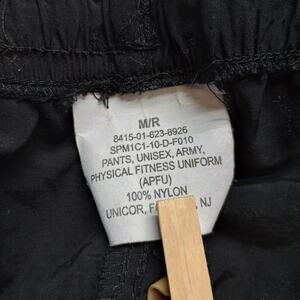 M/R
8415-01-623-8926
SPM1C1-10-D-F010
PANTS, UNISEX, ARMY,
PHYSICAL FITNESS UNIFORM
(APFU)
100% NYLON
UNICOR, NJ